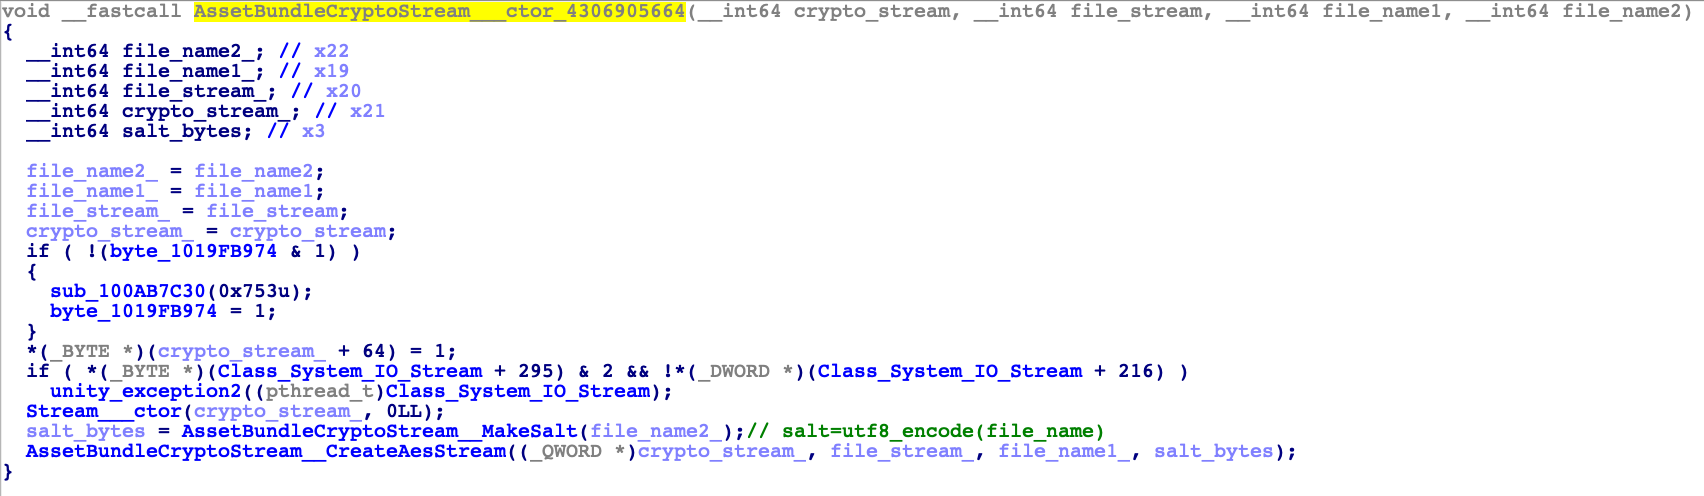 void __fastcall AssetBundleCryptoStream___ctor_4306905664(__int64 crypto_stream, __int64 file_stream, __int64 file_name1, __int64 file_name2)
{
  __int64 file_name2_; // x22
  __int64 file_name1_; // x19
  __int64 file_stream_; // x20
  __int64 crypto_stream_; // x21
  __int64 salt_bytes; // x3

  file_name2_ = file_name2;
  file_name1_ = file_name1;
  file_stream_ = file_stream;
  crypto_stream_ = crypto_stream;
  if ( !(byte_1019FB974 & 1) )
  {
    sub_100AB7C30(0x753u);
    byte_1019FB974 = 1;
  }
  *(_BYTE *)(crypto_stream_ + 64) = 1;
  if ( *(_BYTE *)(Class_System_IO_Stream + 295) & 2 && !*(_DWORD *)(Class_System_IO_Stream + 216) )
    unity_exception2((pthread_t)Class_System_IO_Stream);
  Stream___ctor(crypto_stream_, 0LL);
  salt_bytes = AssetBundleCryptoStream__MakeSalt(file_name2_);// salt=utf8_encode(file_name)
  AssetBundleCryptoStream__CreateAesStream((_QWORD *)crypto_stream_, file_stream_, file_name1_, salt_bytes);
}